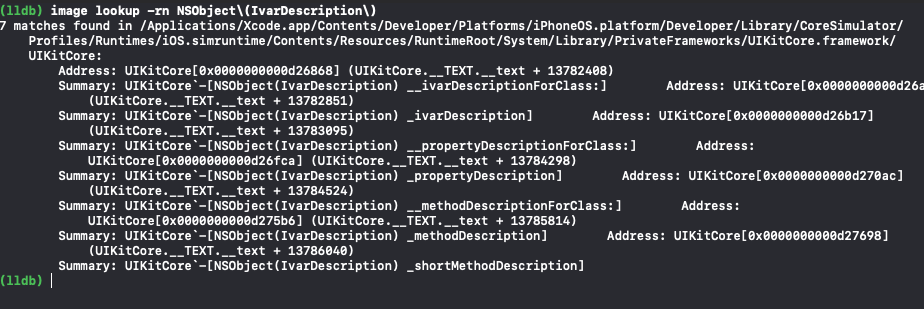 (lldb) image lookup -rn NSObject\(IvarDescription\)
7 matches found in /Applications/Xcode.app/Contents/Developer/Platforms/iPhoneOS.platform/Developer/Library/CoreSimulator/
Profiles/Runtimes/iOS.simruntime/Contents/Resources/RuntimeRoot/System/Library/PrivateFrameworks/UIKitCore.framework/
UIKitCore:
Address: UIKitCore[0x0000000000d26868] (UIKitCore.__TEXT.__text + 13782408)
Summary: UIKitCore`-[NSObject(IvarDescription) __ivarDescriptionForClass:]        Address: UIKitCore[0x0000000000d26a
(UIKitCore.__TEXT.__text + 13782851)
Summary: UIKitCore`-[NSObject(IvarDescription) _ivarDescription]        Address: UIKitCore[0x0000000000d26b17]
(UIKitCore.__TEXT.__text + 13783095)
Summary: UIKitCore`-[NSObject(IvarDescription) __propertyDescriptionForClass:]        Address:
UIKitCore[0x0000000000d26fca] (UIKitCore.__TEXT.__text + 13784298)
Summary: UIKitCore`-[NSObject(IvarDescription) _propertyDescription]        Address: UIKitCore[0x0000000000d270ac]
(UIKitCore.__TEXT.__text + 13784524)
Summary: UIKitCore`-[NSObject(IvarDescription) __methodDescriptionForClass:]        Address:
UIKitCore[0x0000000000d275b6] (UIKitCore.__TEXT.__text + 13785814)
Summary: UIKitCore`-[NSObject(IvarDescription) _methodDescription]        Address: UIKitCore[0x0000000000d27698]
(UIKitCore.__TEXT.__text + 13786040)
Summary: UIKitCore`-[NSObject(IvarDescription) _shortMethodDescription]
(lldb)